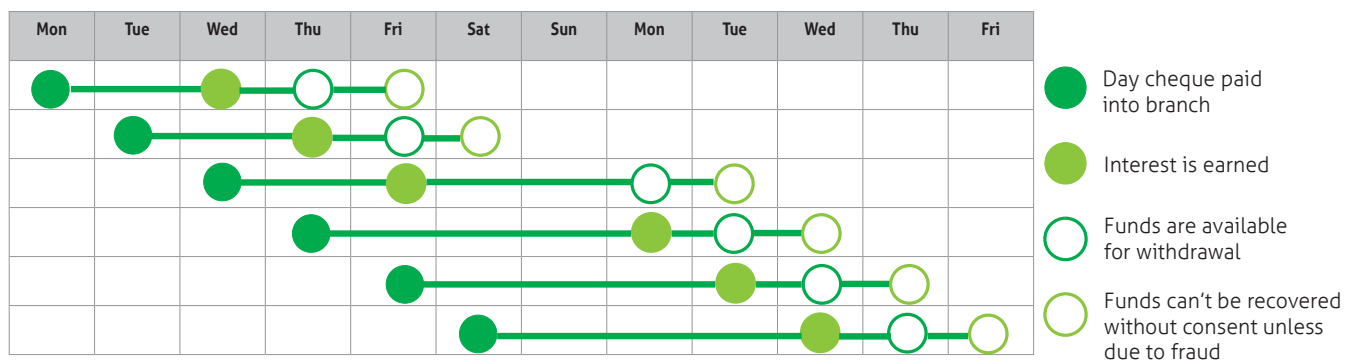 Mon Tue Wed Thu Fri Sat Sun Mon Tue Wed Thu Fri
Day cheque paid
into branch
Interest is earned
Funds are available
for withdrawal
Funds can't be recovered
without consent unless
due to fraud